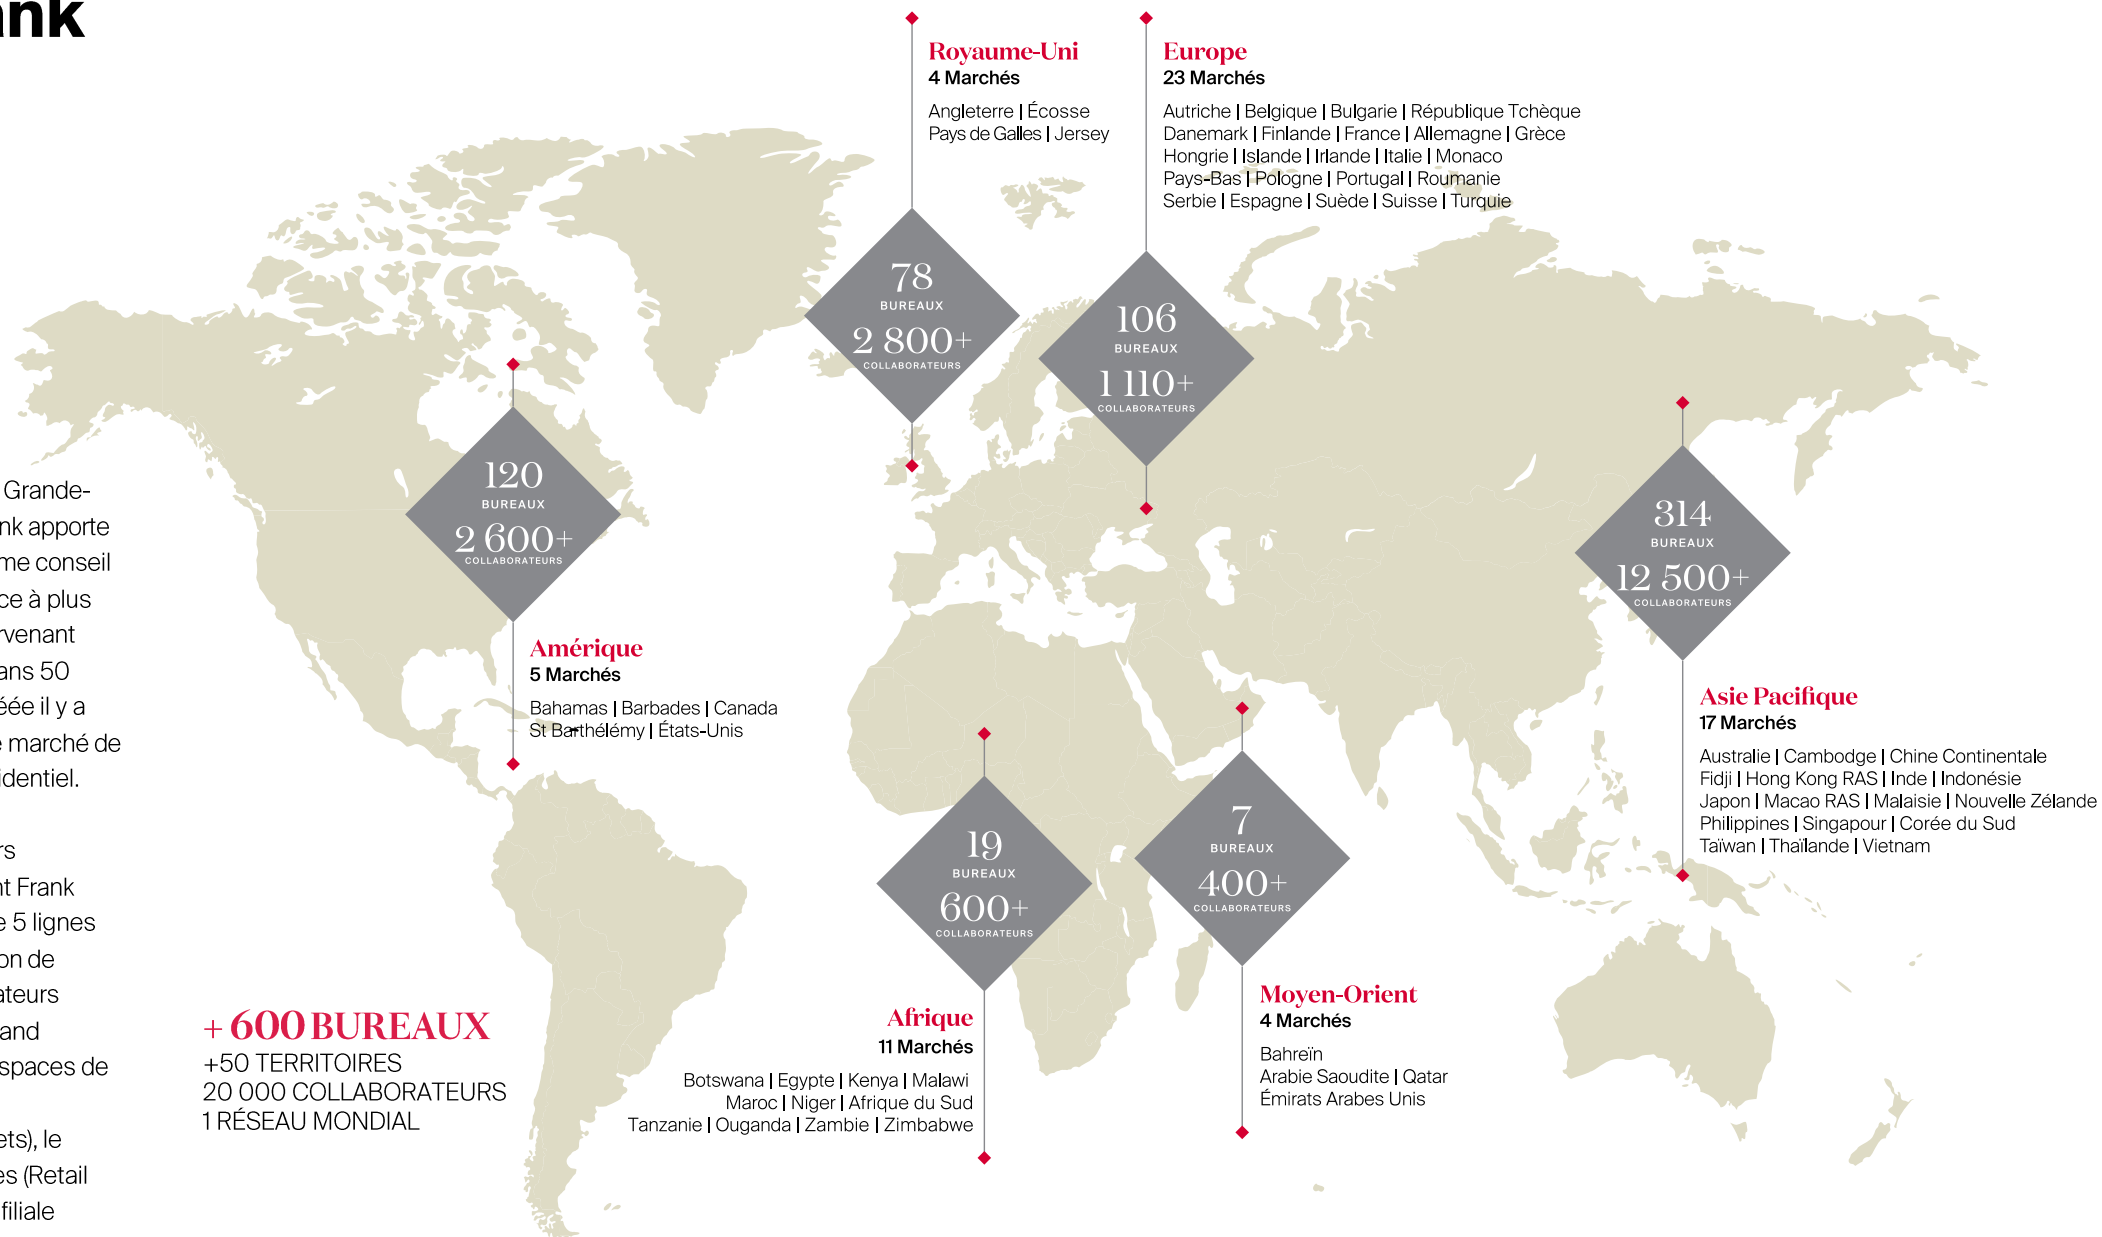 ank
Grande-
nk apporte
me conseil
ce à plus
rvenant
ans 50
éée il y a
e marché de
identiel.
rs
nt Frank
e 5 lignes
on de
ateurs
and
spaces de
ets), le
es (Retail
filiale
+ 600 BUREAUX
+50 TERRITOIRES
20 000 COLLABORATEURS
1 RÉSEAU MONDIAL
Royaume-Uni
4 Marchés
Angleterre | Écosse
Pays de Galles | Jersey
78
BUREAUX
2 800+
COLLABORATEURS
Europe
23 Marchés
Autriche | Belgique | Bulgarie | République Tchèque
Danemark | Finlande | France | Allemagne | Grèce
Hongrie | Islande | Irlande | Italie | Monaco
Pays-Bas | Pologne | Portugal | Roumanie
Serbie | Espagne | Suède | Suisse | Turquie
106
BUREAUX
1 110+
COLLABORATEURS
120
BUREAUX
2 600+
COLLABORATEURS
Amérique
5 Marchés
Bahamas | Barbades | Canada
St Barthélémy | États-Unis
314
BUREAUX
12 500+
COLLABORATEURS
Asie Pacifique
17 Marchés
Australie | Cambodge | Chine Continentale
Fidji | Hong Kong RAS | Inde | Indonésie
Japon | Macao RAS | Malaisie | Nouvelle Zélande
Philippines | Singapour | Corée du Sud
Taïwan | Thaïlande | Vietnam
19
BUREAUX
600+
COLLABORATEURS
Afrique
11 Marchés
Botswana | Egypte | Kenya | Malawi
Maroc | Niger | Afrique du Sud
Tanzanie | Ouganda | Zambie | Zimbabwe
7
BUREAUX
400+
COLLABORATEURS
Moyen-Orient
4 Marchés
Bahreïn
Arabie Saoudite | Qatar
Émirats Arabes Unis